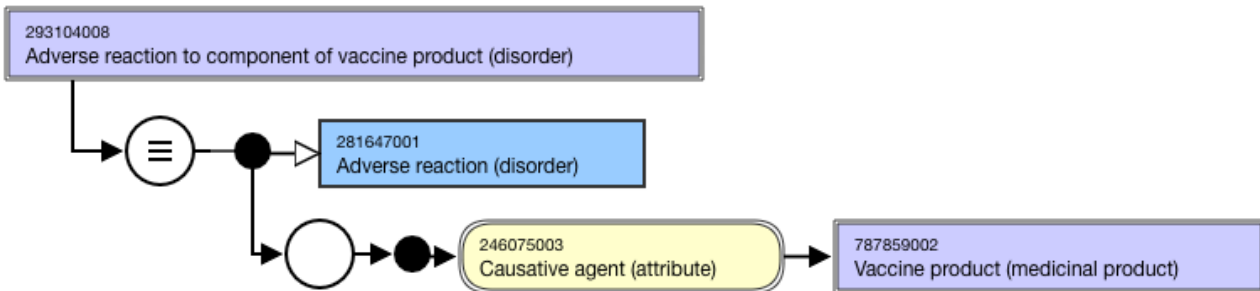 293104008
Adverse reaction to component of vaccine product (disorder)
281647001
Adverse reaction (disorder)
246075003
Causative agent (attribute)
787859002
Vaccine product (medicinal product)